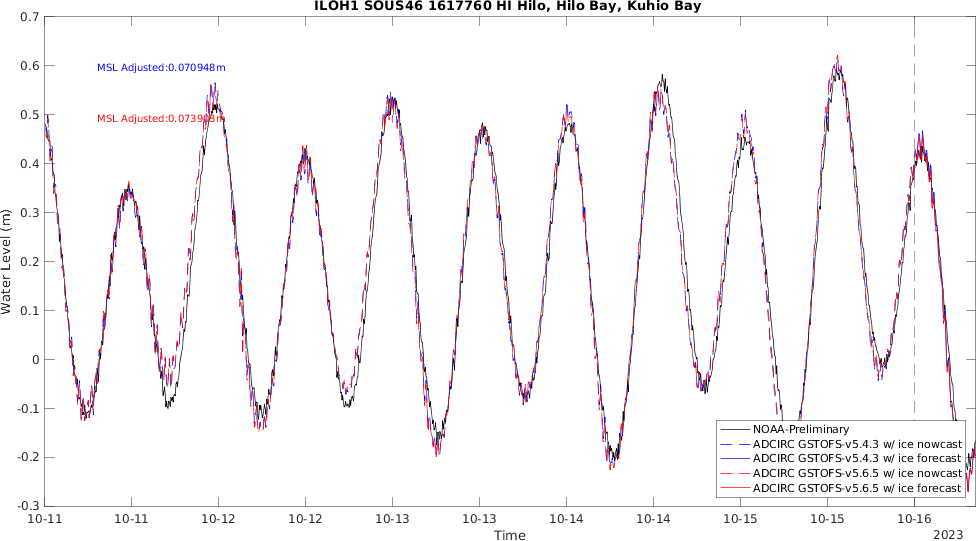 ILOH1 SOUS46 1617760 HI Hilo, Hilo Bay, Kuhio Bay
0.7
0.6
0.5
0.4
0.3
0.2
0.1
0
-0.1
-0.2
-0.3
Water Level (m)
MSL Adjusted:0.070948m
MSL Adjusted:0.073903m
NOAA-Preliminary
ADCIRC GSTOFS-v5.4.3 w/ ice nowcast
ADCIRC GSTOFS-v5.4.3 w/ ice forecast
ADCIRC GSTOFS-v5.6.5 w/ ice nowcast
ADCIRC GSTOFS-v5.6.5 w/ ice forecast
10-11 10-11 10-12 10-12 10-13 10-13 10-14 10-14 10-15 10-15 10-16
Time
2023